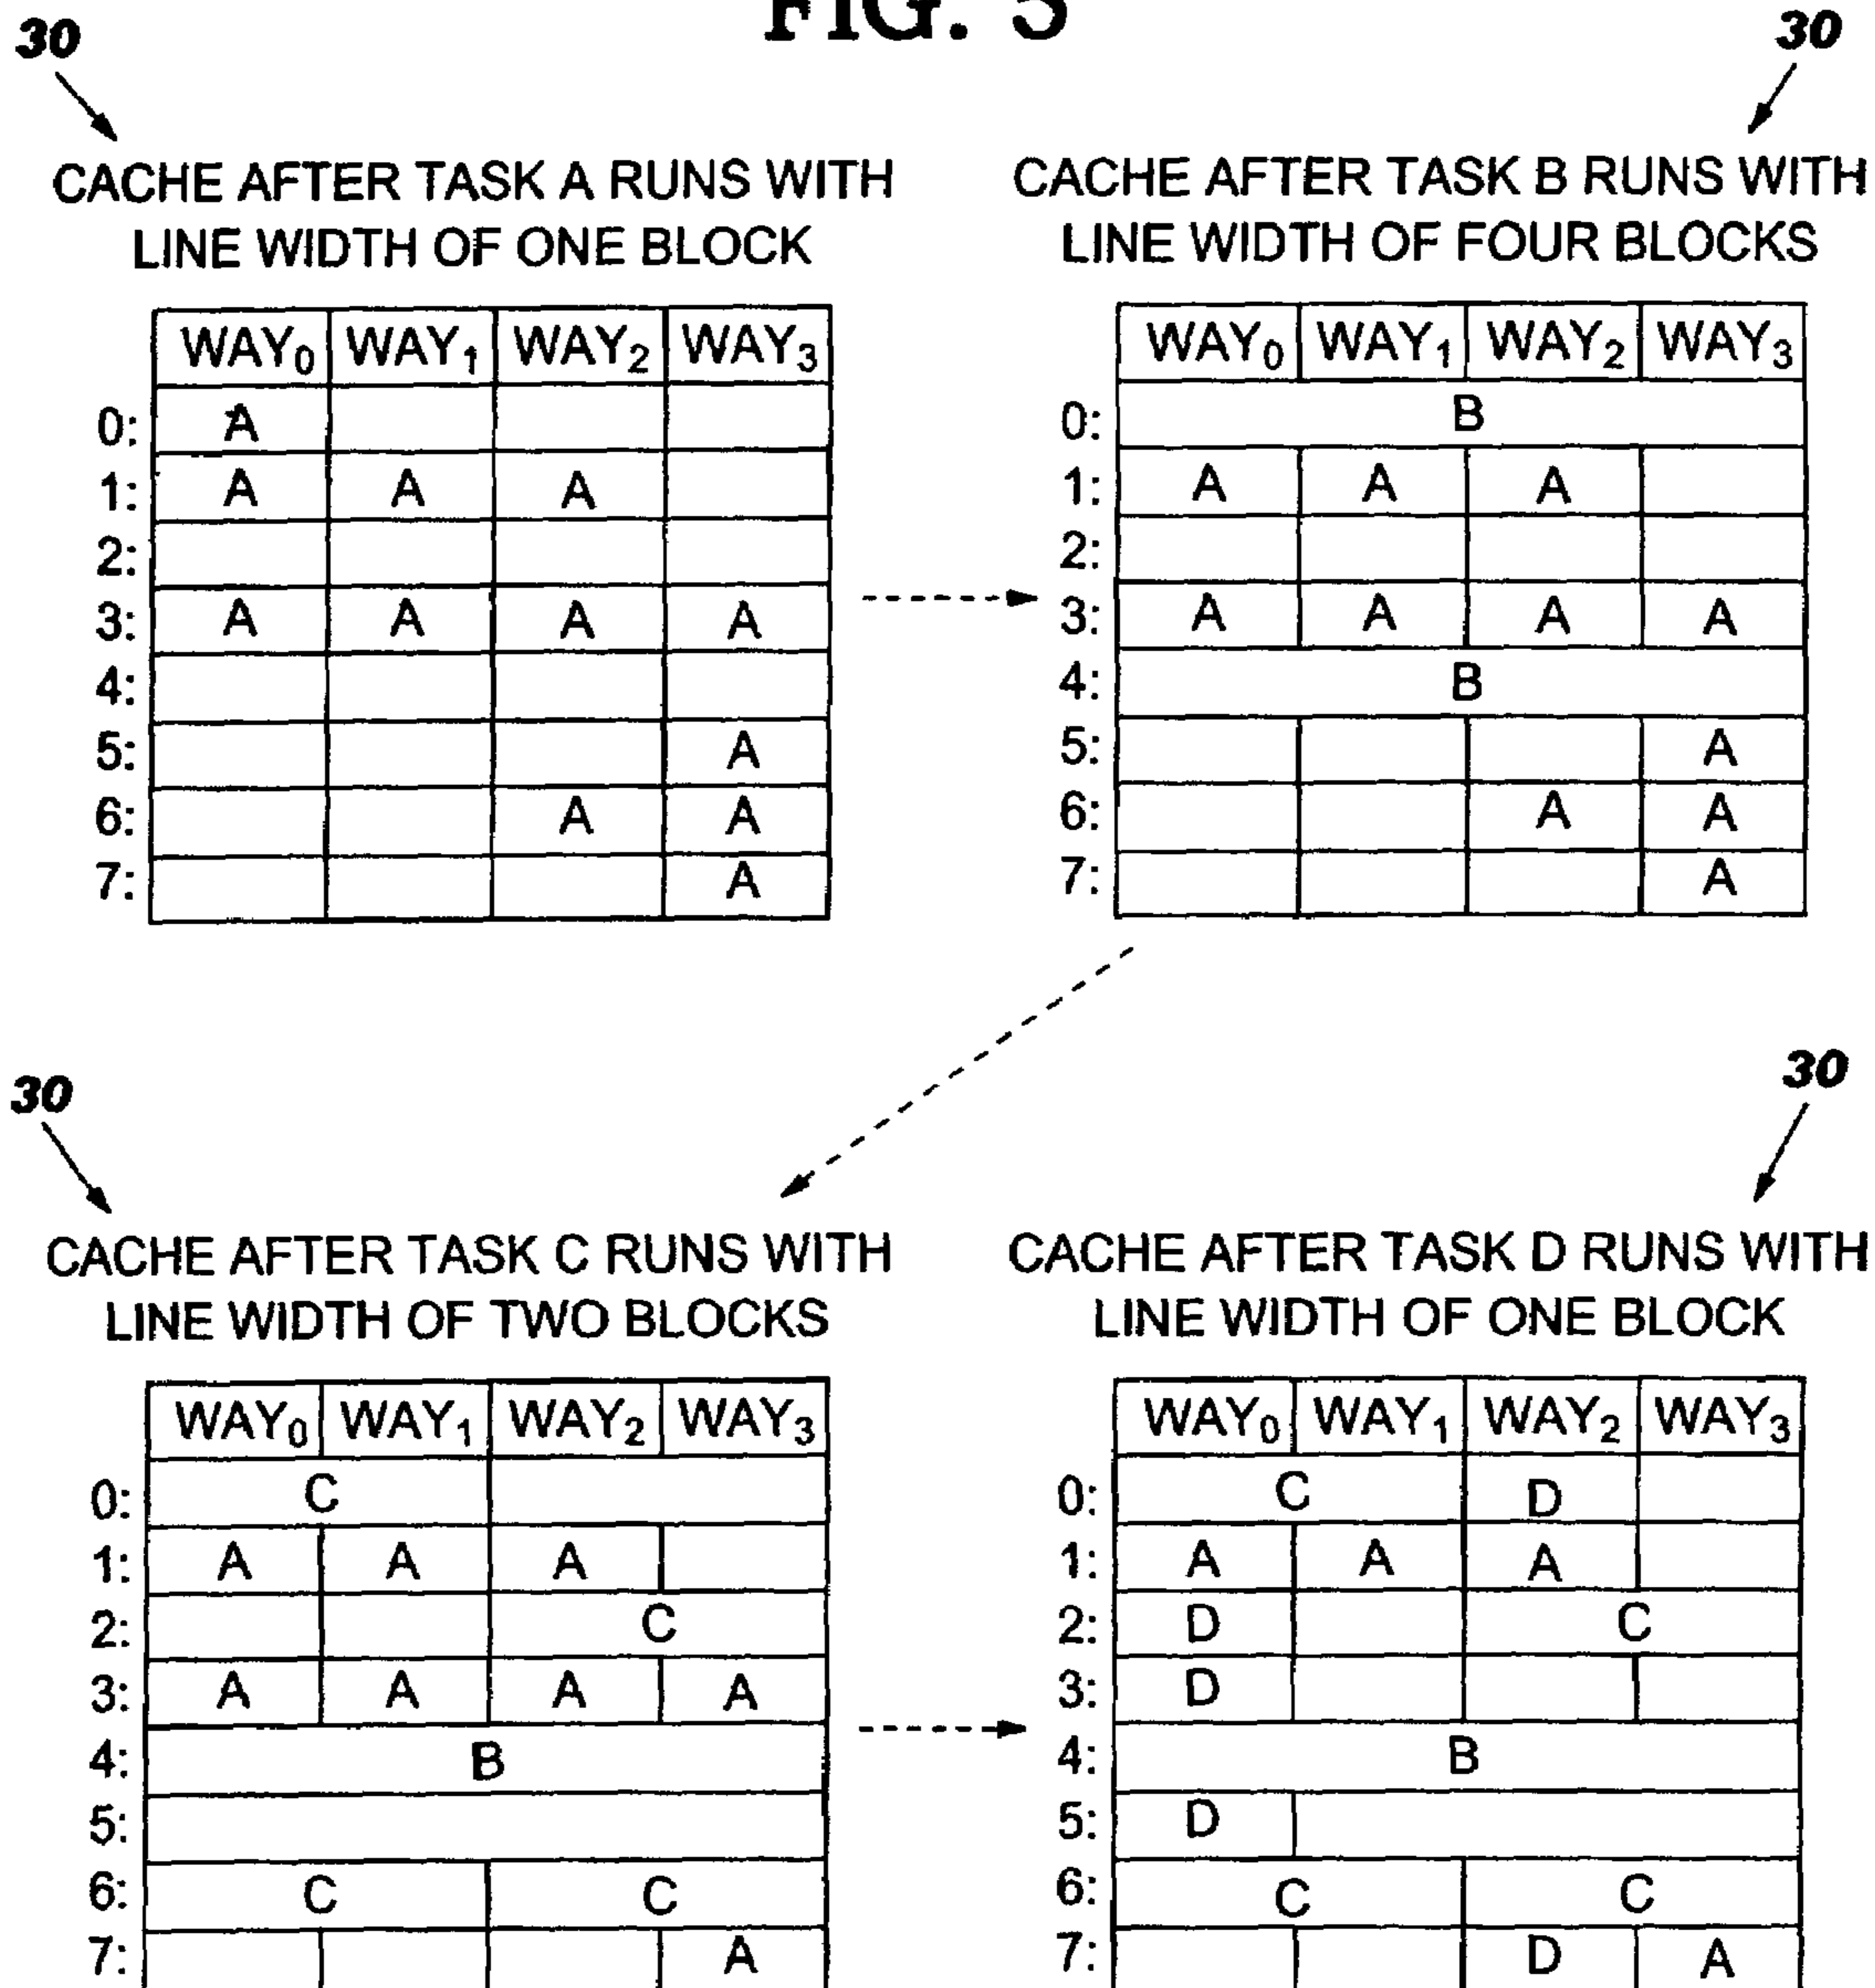 FIG. 5
30
30
CACHE AFTER TASK A RUNS WITH
LINE WIDTH OF ONE BLOCK
WAY0 WAY1 WAY2 WAY3
0: A
1: A A A
2:
3: A A A A
4:
5: A
6: A A
7: A
CACHE AFTER TASK B RUNS WITH
LINE WIDTH OF FOUR BLOCKS
WAY0 WAY1 WAY2 WAY3
0: B
1: A A A
2:
3: A A A A
4: B
5: A
6: A A
7: A
30
30
CACHE AFTER TASK C RUNS WITH
LINE WIDTH OF TWO BLOCKS
WAY0 WAY1 WAY2 WAY3
0: C
1: A A A
2: C
3: A A A A
4: B
5:
6: C C
7: A
CACHE AFTER TASK D RUNS WITH
LINE WIDTH OF ONE BLOCK
WAY0 WAY1 WAY2 WAY3
0: C D
1: A A A
2: D C
3: D
4: B
5: D
6: C C
7: D A